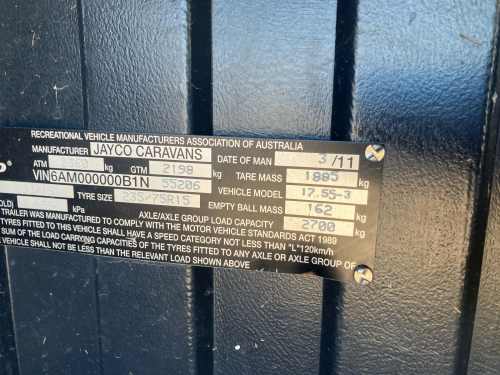 RECREATIONAL VEHICLE MANUFACTURERS ASSOCIATION OF AUSTRALIA
MANUFACTURER JAYCO CARAVANS DATE OF MAN 3/11
ATM kg GTM 2198 kg TARE MASS 1885 kg
VIN 6AM000000B1N 55206 VEHICLE MODEL 17.55-3
TYRE SIZE 235/75R15 EMPTY BALL MASS 162 kg
OLD) kPa AXLE/AXLE GROUP LOAD CAPACITY 2700 kg
TRAILER WAS MANUFACTURED TO COMPLY WITH THE MOTOR VEHICLE STANDARDS ACT 1989
TYRES FITTED TO THIS VEHICLE SHALL HAVE A SPEED CATEGORY NOT LESS THAN "L"120km/h
SUM OF THE LOAD CARRYING CAPACITIES OF THE TYRES FITTED TO ANY AXLE OR AXLE GROUP OF
VEHICLE SHALL NOT BE LESS THAN THE RELEVANT LOAD SHOWN ABOVE